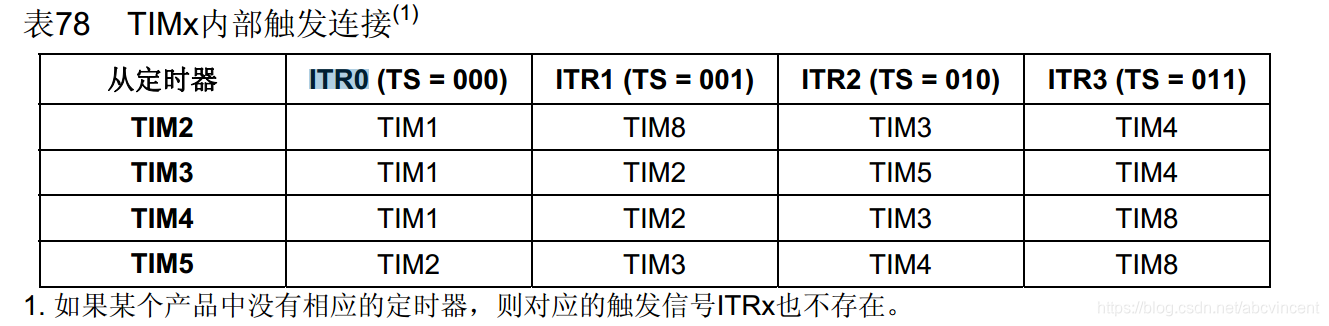 表78 TIMx内部触发连接(1)
从定时器 ITR0 (TS = 000) ITR1 (TS = 001) ITR2 (TS = 010) ITR3 (TS = 011)
TIM2 TIM1 TIM8 TIM3 TIM4
TIM3 TIM1 TIM2 TIM5 TIM4
TIM4 TIM1 TIM2 TIM3 TIM8
TIM5 TIM2 TIM3 TIM4 TIM8
1. 如果某个产品中没有相应的定时器，则对应的触发信号ITRx也不存在。
https://blog.csdn.net/abcvincent